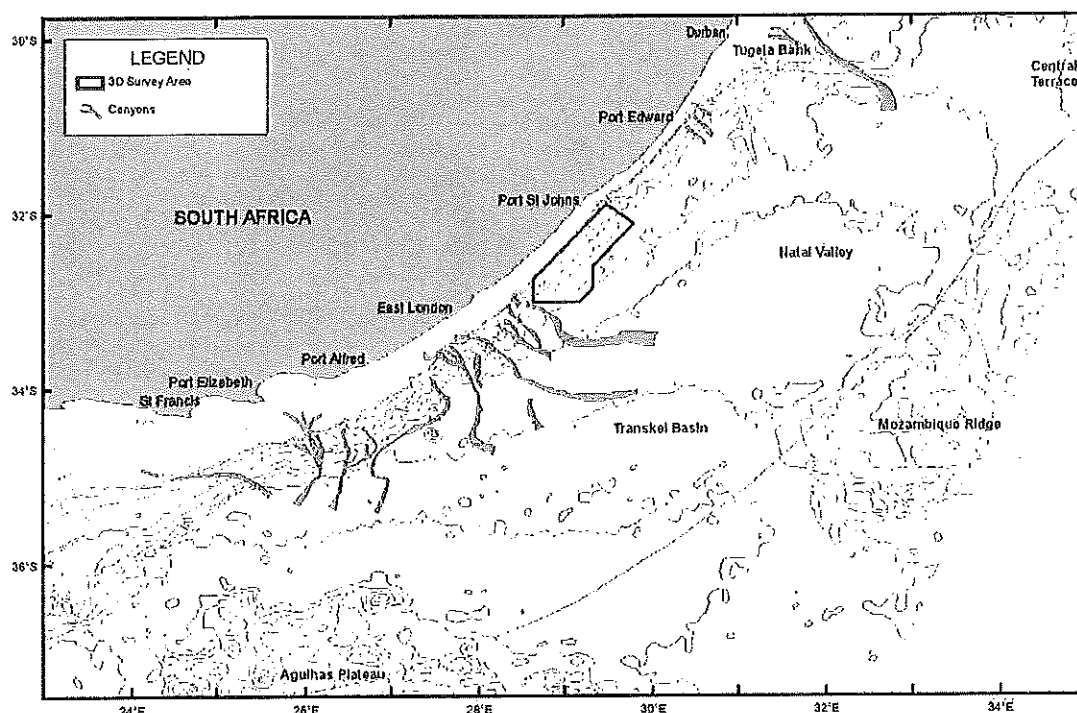 30°S
LEGEND
3D Survey Area
Canyons
Durban
Tugela Bank
Central
Terrace
Port Edward
32°S
SOUTH AFRICA
Port St Johns
Natal Valley
East London
Port Alfred
34°S
Port Elizabeth
St Francis
Transkei Basin
Mozambique Ridge
36°S
Agulhas Plateau
24°E
26°E
28°E
30°E
32°E
34°E